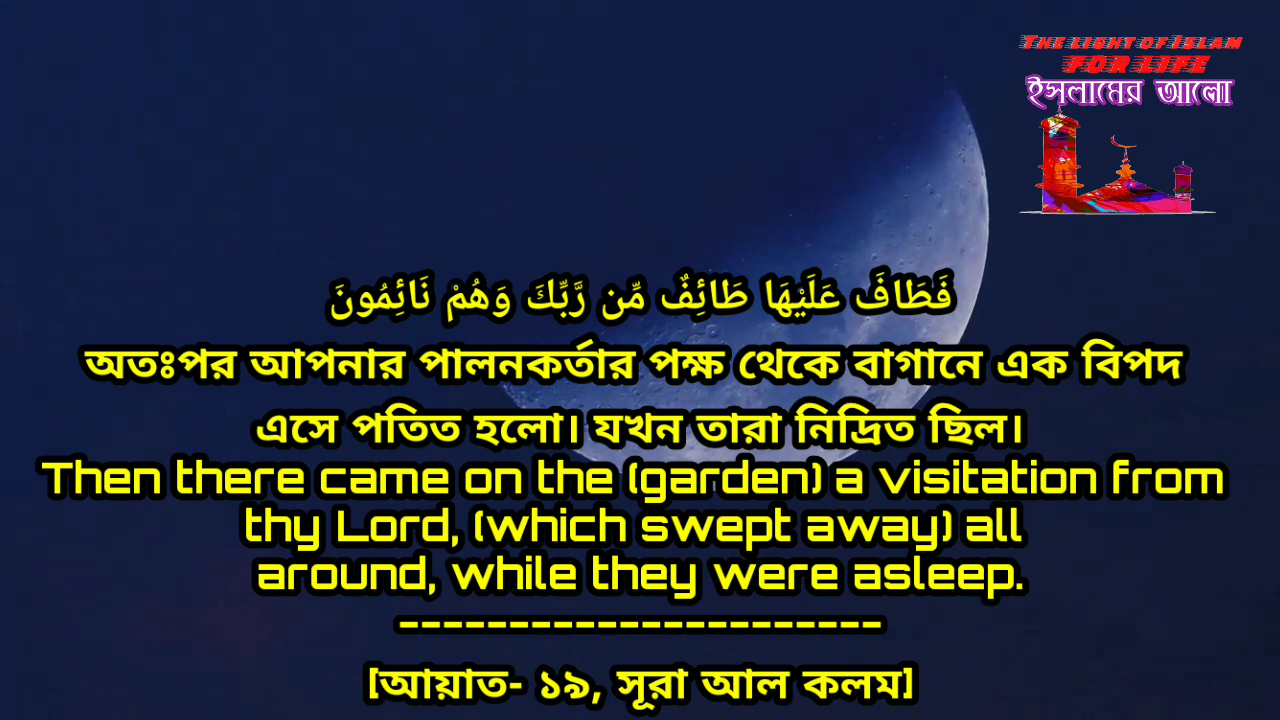 The light of Islam
for Life
ইসলামের আলো
فَطَافَ عَلَيْهَا طَائِفٌ مِّن رَّبِّكَ وَهُمْ نَائِمُونَ
অতঃপর আপনার পালনকর্তার পক্ষ থেকে বাগানে এক বিপদ
এসে পতিত হলো। যখন তারা নিদ্রিত ছিল।
Then there came on the (garden) a visitation from
thy Lord, (which swept away) all
around, while they were asleep.
-----------------------
[আয়াত- ১৯, সূরা আল কলম]